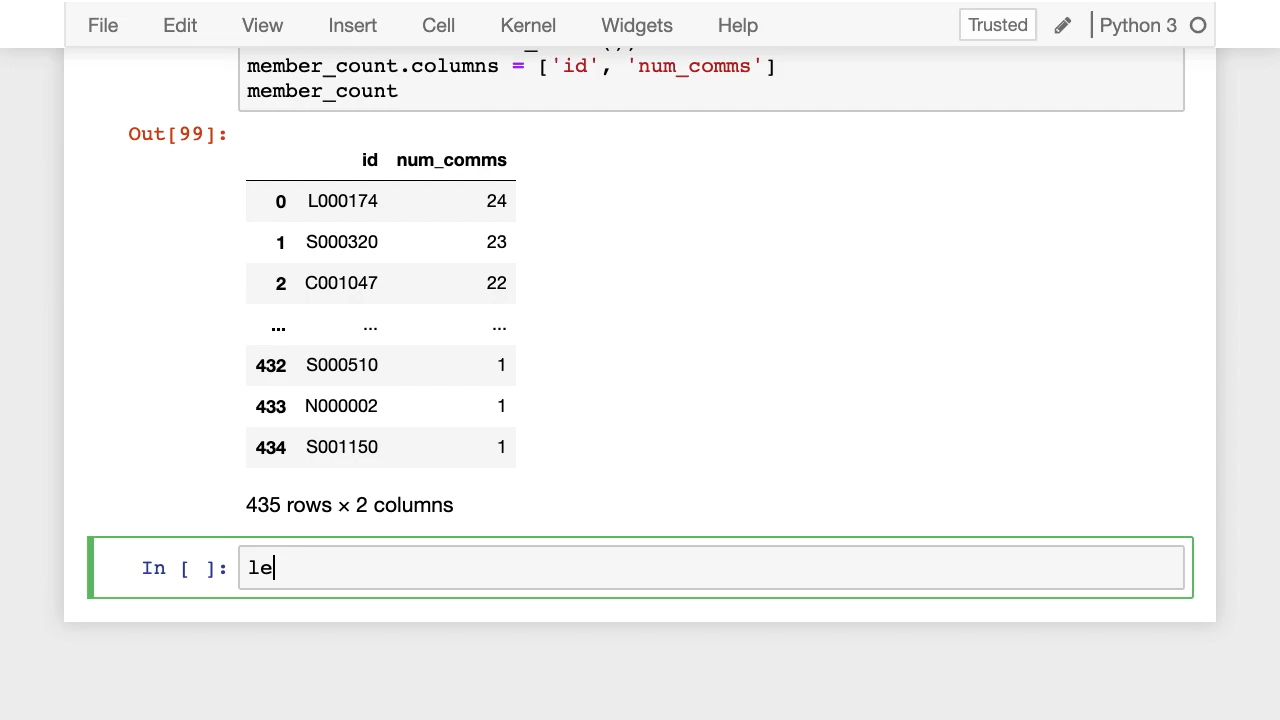 File Edit View Insert Cell Kernel Widgets Help Trusted Python 3
member_count.columns = ['id', 'num_comms']
member_count
Out[99]:
id num_comms
0 L000174 24
1 S000320 23
2 C001047 22
... ... ...
432 S000510 1
433 N000002 1
434 S001150 1
435 rows × 2 columns
In [ ]: le